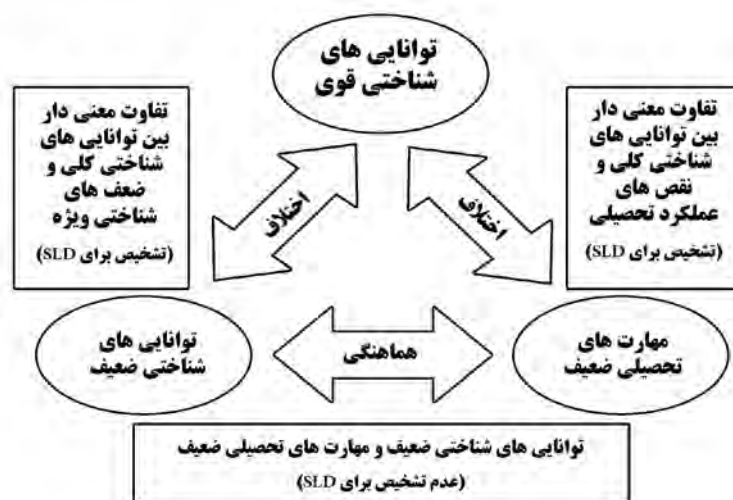 توانایی های
شناختی قوی
تفاوت معنی دار
بین توانایی های
شناختی کلی و
نقص های
عملکرد تحصیلی
(تشخیص برای SLD)
تفاوت معنی دار
بین توانایی های
شناختی کلی و
ضعف های
شناختی ویژه
(تشخیص برای SLD)
اختلاف
اختلاف
مهارت های
تحصیلی ضعیف
هماهنگی
توانایی های
شناختی ضعیف
توانایی های شناختی ضعیف و مهارت های تحصیلی ضعیف
(عدم تشخیص برای SLD)